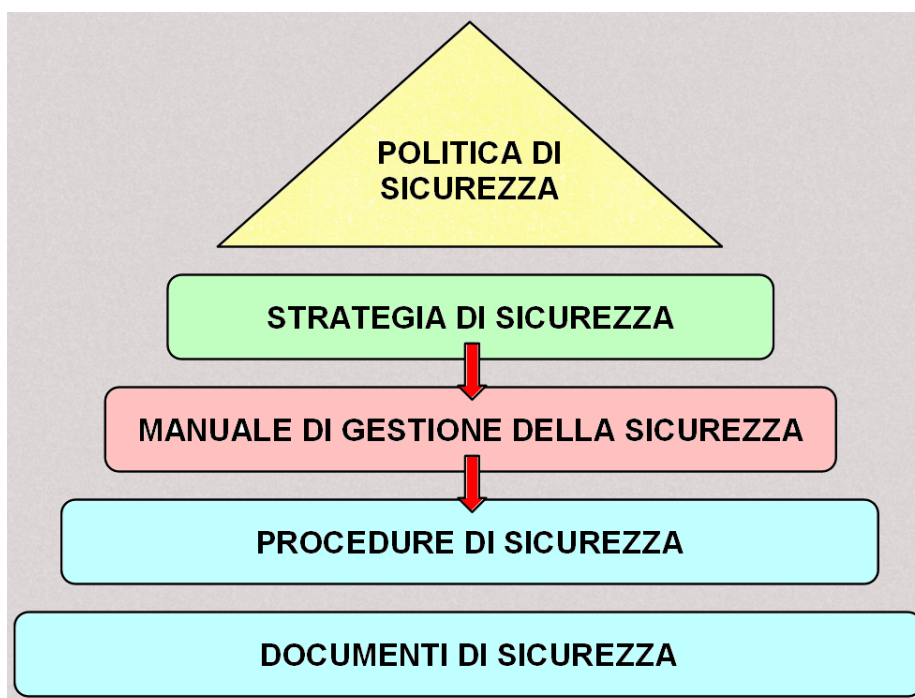 POLITICA DI
SICUREZZA
STRATEGIA DI SICUREZZA
MANUALE DI GESTIONE DELLA SICUREZZA
PROCEDURE DI SICUREZZA
DOCUMENTI DI SICUREZZA